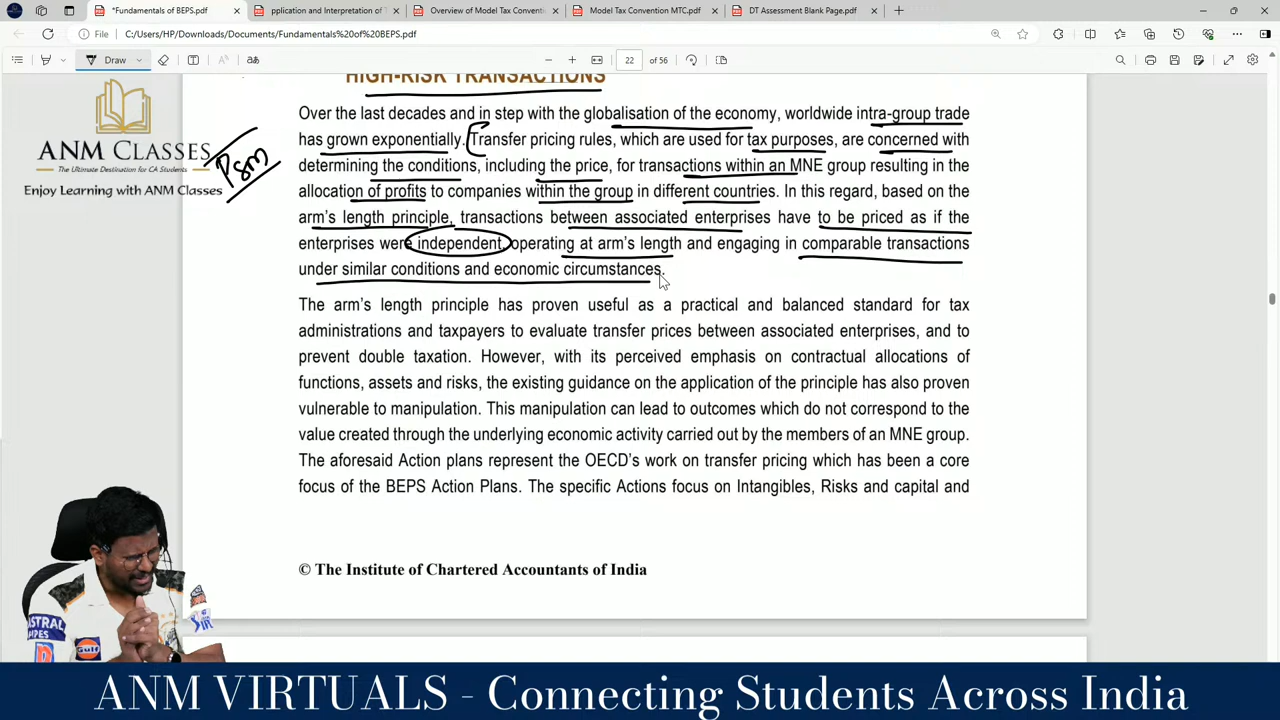 *Fundamentals of BEPS.pdf
pplication and Interpretation of T
Overview of Model Tax Conventi
Model Tax Convention MTC.pdf
DT Assessment Blank Page.pdf
File
C:/Users/HP/Downloads/Documents/Fundamentals%20of%20BEPS.pdf
Draw
22 of 56
HIGH-RISK TRANSACTIONS
Over the last decades and in step with the globalisation of the economy, worldwide intra-group trade
has grown exponentially. Transfer pricing rules, which are used for tax purposes, are concerned with
determining the conditions, including the price, for transactions within an MNE group resulting in the
allocation of profits to companies within the group in different countries. In this regard, based on the
arm's length principle, transactions between associated enterprises have to be priced as if the
enterprises were independent, operating at arm's length and engaging in comparable transactions
under similar conditions and economic circumstances.
The arm's length principle has proven useful as a practical and balanced standard for tax
administrations and taxpayers to evaluate transfer prices between associated enterprises, and to
prevent double taxation. However, with its perceived emphasis on contractual allocations of
functions, assets and risks, the existing guidance on the application of the principle has also proven
vulnerable to manipulation. This manipulation can lead to outcomes which do not correspond to the
value created through the underlying economic activity carried out by the members of an MNE group.
The aforesaid Action plans represent the OECD's work on transfer pricing which has been a core
focus of the BEPS Action Plans. The specific Actions focus on Intangibles, Risks and capital and
© The Institute of Chartered Accountants of India
ANM CLASSES
The Ultimate Destination for CA Students
Enjoy Learning with ANM Classes
PSM
Gulf
ANM VIRTUALS - Connecting Students Across India